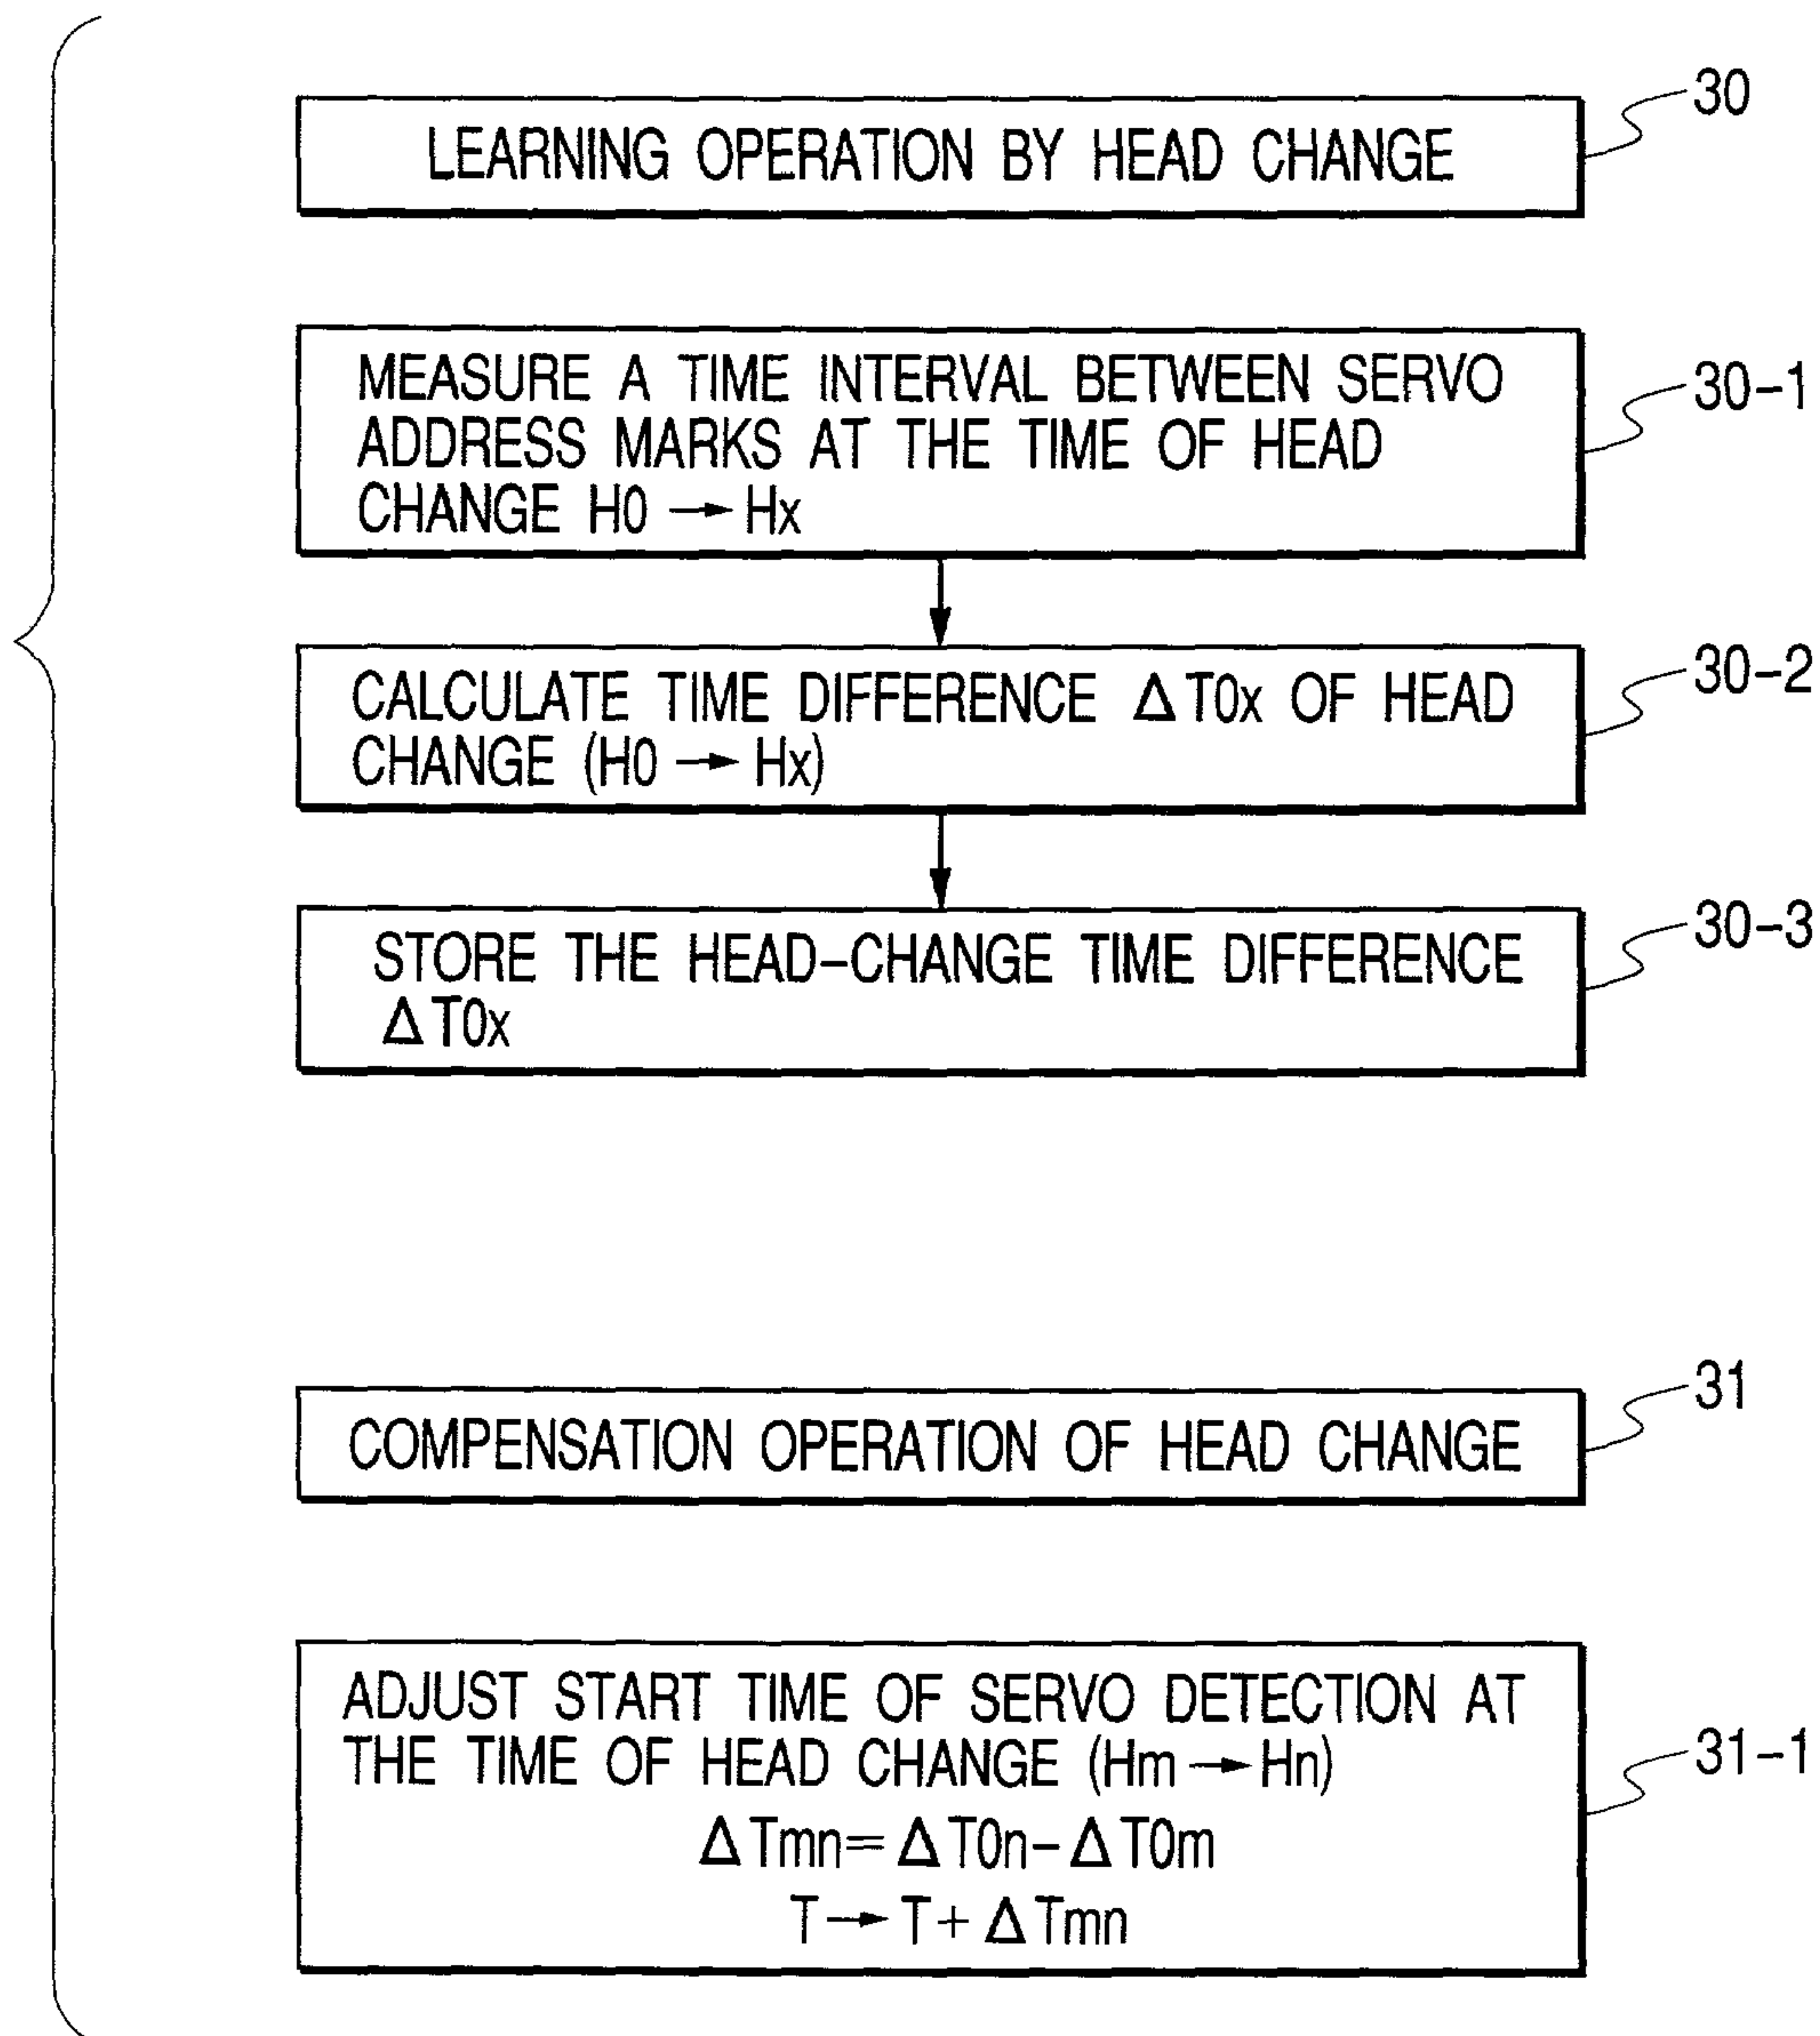 30
LEARNING OPERATION BY HEAD CHANGE
MEASURE A TIME INTERVAL BETWEEN SERVO
ADDRESS MARKS AT THE TIME OF HEAD
CHANGE H0 → Hx
30-1
CALCULATE TIME DIFFERENCE ΔT0x OF HEAD
CHANGE (H0 → Hx)
30-2
STORE THE HEAD-CHANGE TIME DIFFERENCE
ΔT0x
30-3
31
COMPENSATION OPERATION OF HEAD CHANGE
ADJUST START TIME OF SERVO DETECTION AT
THE TIME OF HEAD CHANGE (Hm → Hn)
ΔTmn=ΔT0n-ΔT0m
T → T+ΔTmn
31-1